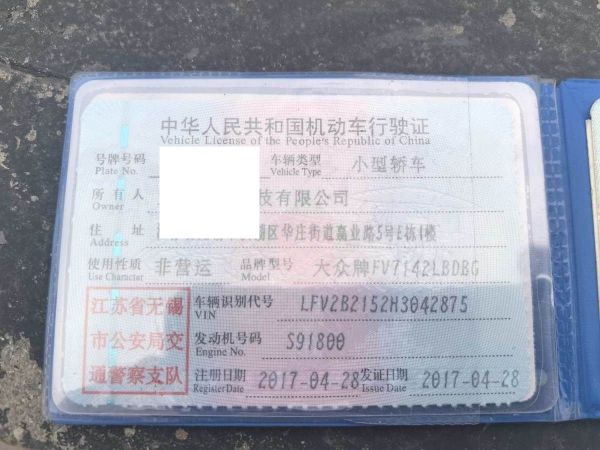 中华人民共和国机动车行驶证
Vehicle License of the People's Republic of China
号牌号码 车辆类型 小型轿车
Plate No. Vehicle Type
所有人 技有限公司
Owner
住址 区华庄街道嘉业路5号E栋1楼
Address
使用性质 非营运 品牌型号 大众牌FV7142LBDBG
Use Character Model
江苏省无锡 车辆识别代号 LFV2B2152H3042875
VIN
市公安局交 发动机号码 S91800
Engine No.
通警察支队 注册日期 2017-04-28 发证日期 2017-04-28
Register Date Issue Date